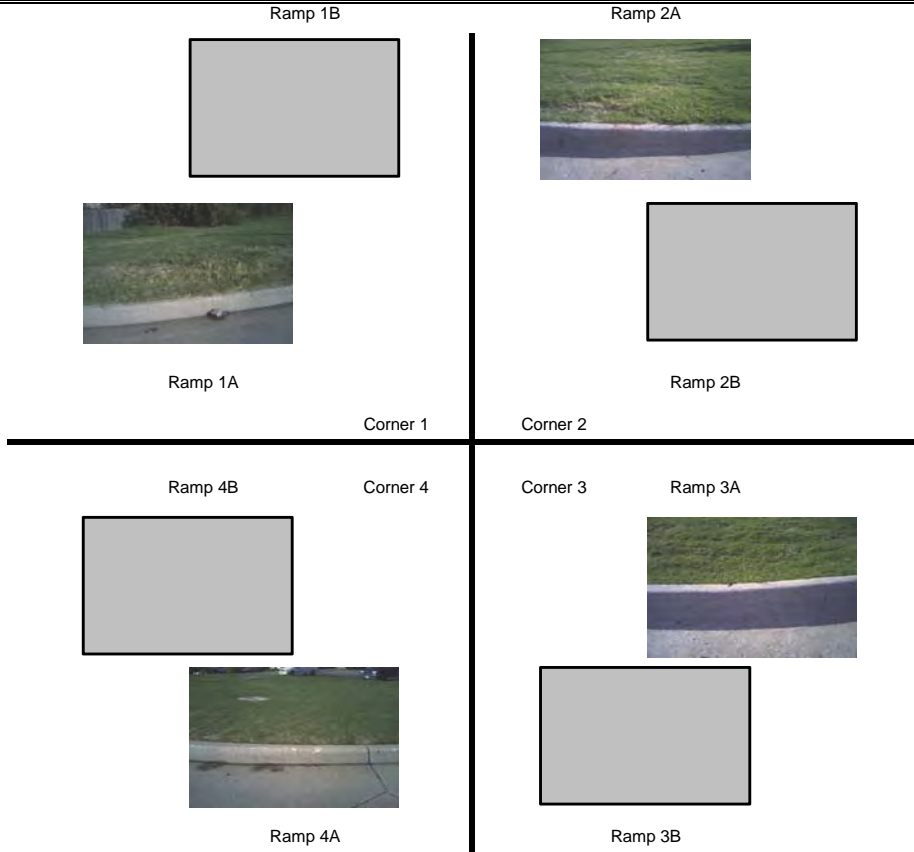 Ramp 1B
Ramp 2A
Ramp 1A
Ramp 2B
Corner 1
Corner 2
Ramp 4B
Corner 4
Corner 3
Ramp 3A
Ramp 4A
Ramp 3B